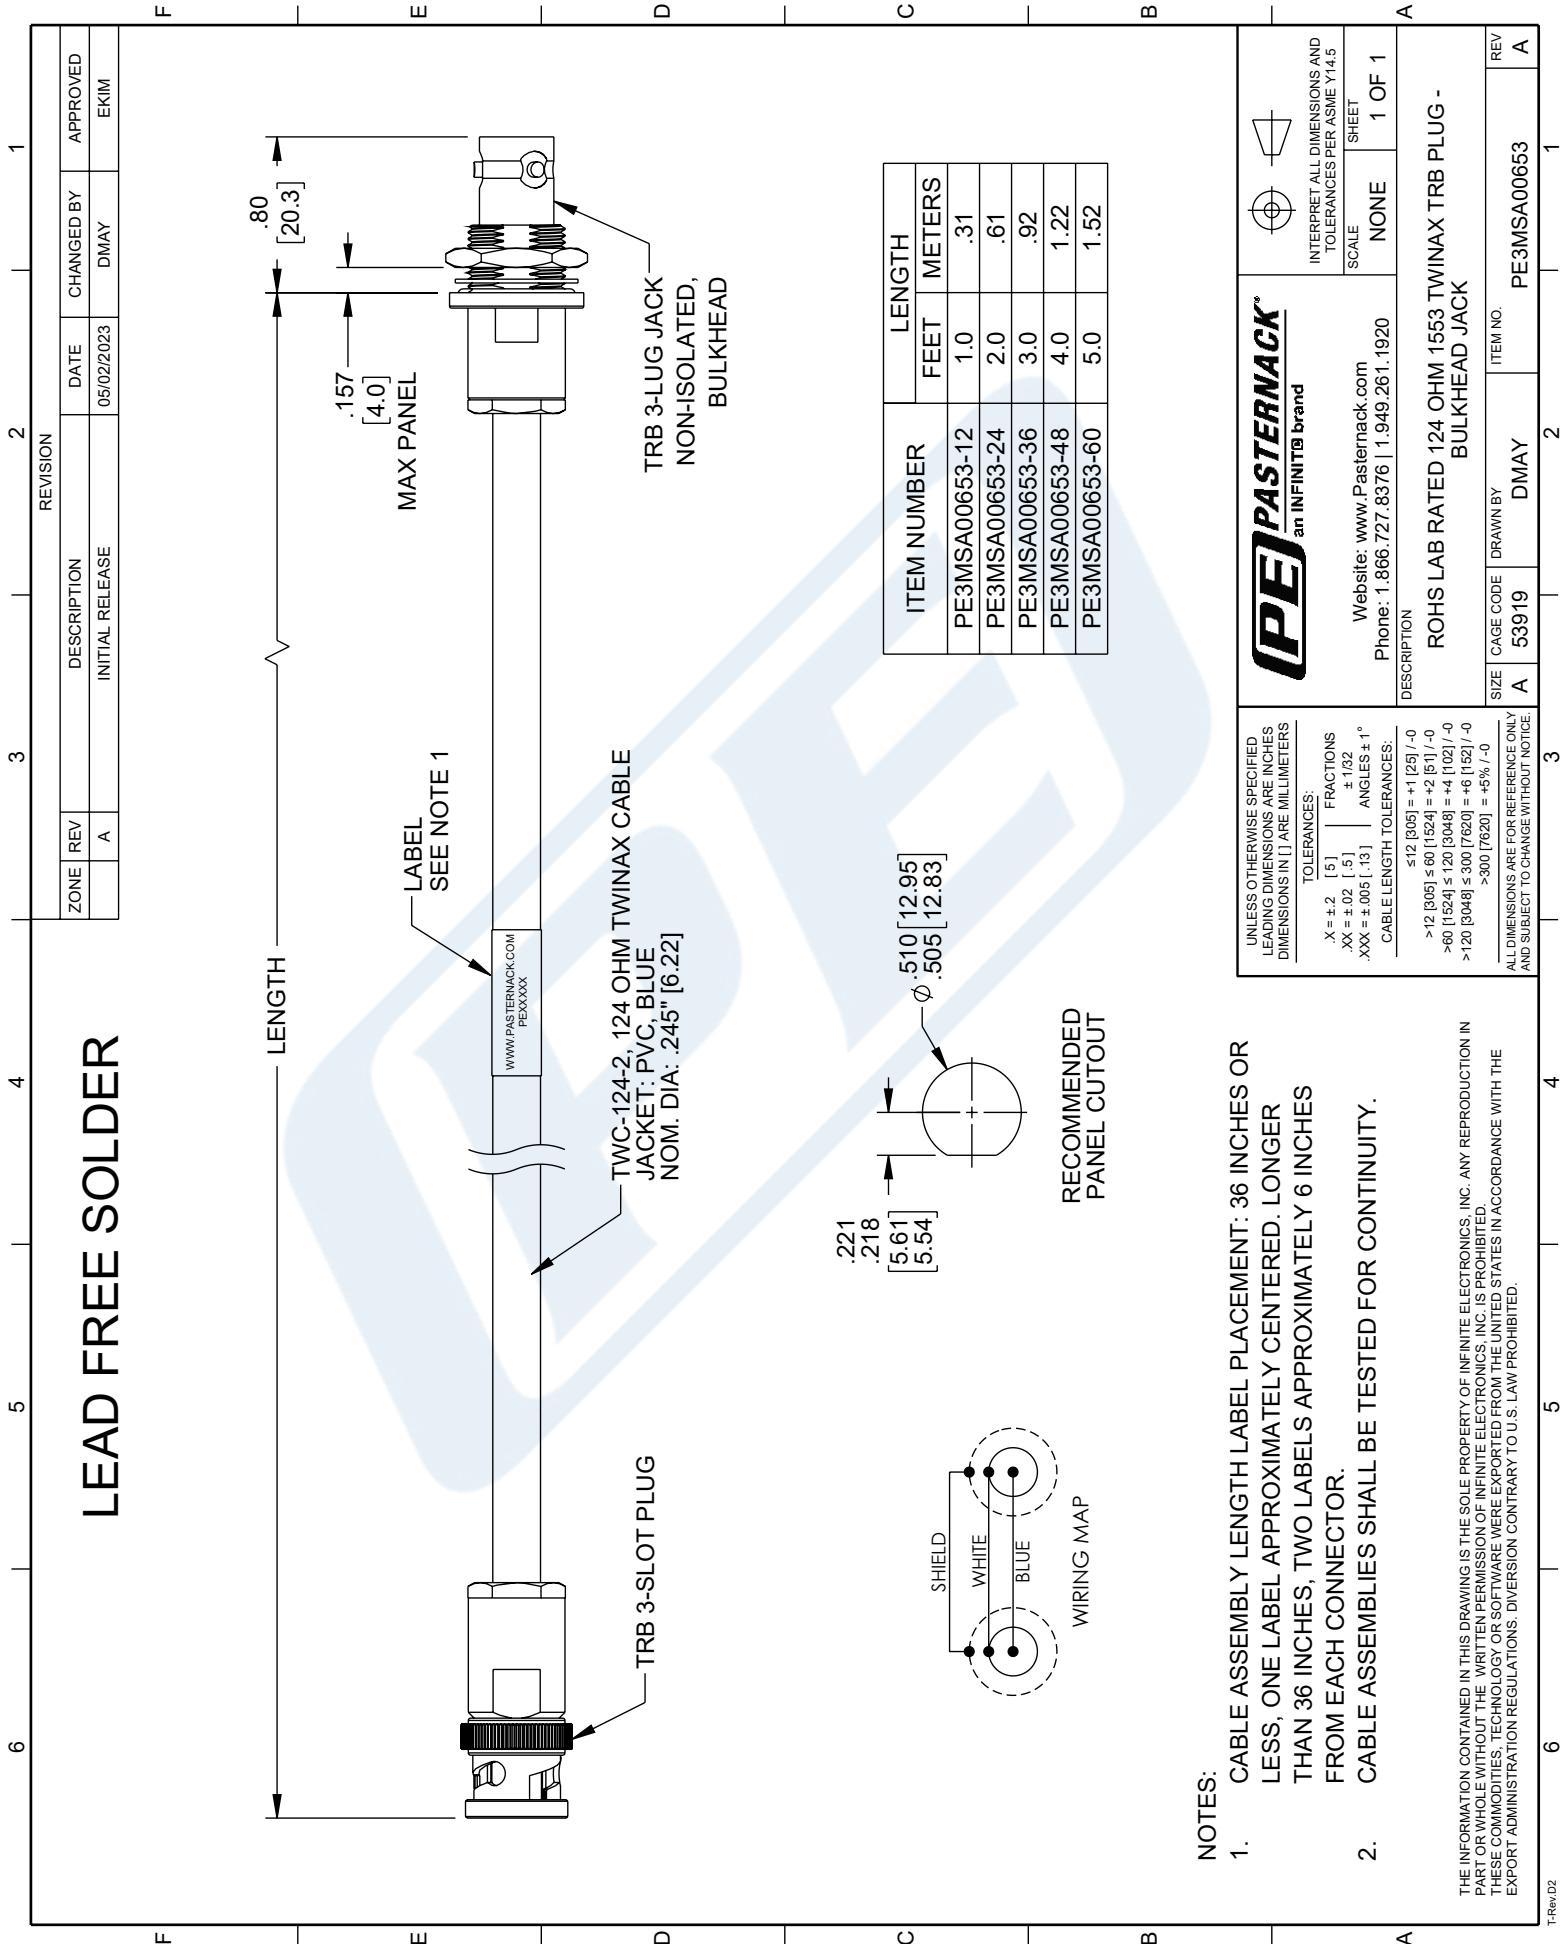 LEAD FREE SOLDER
REVISION
ZONE REV DESCRIPTION DATE CHANGED BY APPROVED
A INITIAL RELEASE 05/02/2023 DMAY EKIM
6 5 4 3 2 1
F
E
D
C
B
A
LENGTH
.80
[20.3]
.157
[4.0]
MAX PANEL
LABEL
SEE NOTE 1
WWW.PASTERNACK.COM
PEXXXXX
TRB 3-SLOT PLUG
TWC-124-2, 124 OHM TWINAX CABLE
JACKET: PVC, BLUE
NOM. DIA: .245" [6.22]
TRB 3-LUG JACK
NON-ISOLATED,
BULKHEAD
SHIELD
WHITE
BLUE
WIRING MAP
.221
.218
[5.61]
[5.54]
Ø .510 [12.95]
.505 [12.83]
RECOMMENDED
PANEL CUTOUT
ITEM NUMBER LENGTH
FEET METERS
PE3MSA00653-12 1.0 .31
PE3MSA00653-24 2.0 .61
PE3MSA00653-36 3.0 .92
PE3MSA00653-48 4.0 1.22
PE3MSA00653-60 5.0 1.52
NOTES:
1. CABLE ASSEMBLY LENGTH LABEL PLACEMENT: 36 INCHES OR
LESS, ONE LABEL APPROXIMATELY CENTERED. LONGER
THAN 36 INCHES, TWO LABELS APPROXIMATELY 6 INCHES
FROM EACH CONNECTOR.
2. CABLE ASSEMBLIES SHALL BE TESTED FOR CONTINUITY.
THE INFORMATION CONTAINED IN THIS DRAWING IS THE SOLE PROPERTY OF INFINITE ELECTRONICS, INC. ANY REPRODUCTION IN
PART OR WHOLE WITHOUT THE WRITTEN PERMISSION OF INFINITE ELECTRONICS, INC. IS PROHIBITED.
THESE COMMODITIES, TECHNOLOGY OR SOFTWARE WERE EXPORTED FROM THE UNITED STATES IN ACCORDANCE WITH THE
EXPORT ADMINISTRATION REGULATIONS. DIVERSION CONTRARY TO U.S. LAW PROHIBITED.
UNLESS OTHERWISE SPECIFIED
LEADING DIMENSIONS ARE INCHES
DIMENSIONS IN [ ] ARE MILLIMETERS
TOLERANCES:
.X = ±.2 [5] FRACTIONS
.XX = ±.02 [.5] ± 1/32
.XXX = ±.005 [.13] ANGLES ± 1°
CABLE LENGTH TOLERANCES:
≤12 [305] = +1 [25] / -0
>12 [305] ≤ 60 [1524] = +2 [51] / -0
>60 [1524] ≤ 120 [3048] = +4 [102] / -0
>120 [3048] ≤ 300 [7620] = +6 [152] / -0
>300 [7620] = +5% / -0
ALL DIMENSIONS ARE FOR REFERENCE ONLY
AND SUBJECT TO CHANGE WITHOUT NOTICE.
PE PASTERNACK®
an INFINITE brand
Website: www.Pasternack.com
Phone: 1.866.727.8376 | 1.949.261.1920
INTERPRET ALL DIMENSIONS AND
TOLERANCES PER ASME Y14.5
SCALE NONE
SHEET 1 OF 1
DESCRIPTION
ROHS LAB RATED 124 OHM 1553 TWINAX TRB PLUG -
BULKHEAD JACK
SIZE A
CAGE CODE 53919
DRAWN BY DMAY
ITEM NO. PE3MSA00653
REV A
6 5 4 3 2 1
F
E
D
C
B
A
T-Rev.D2